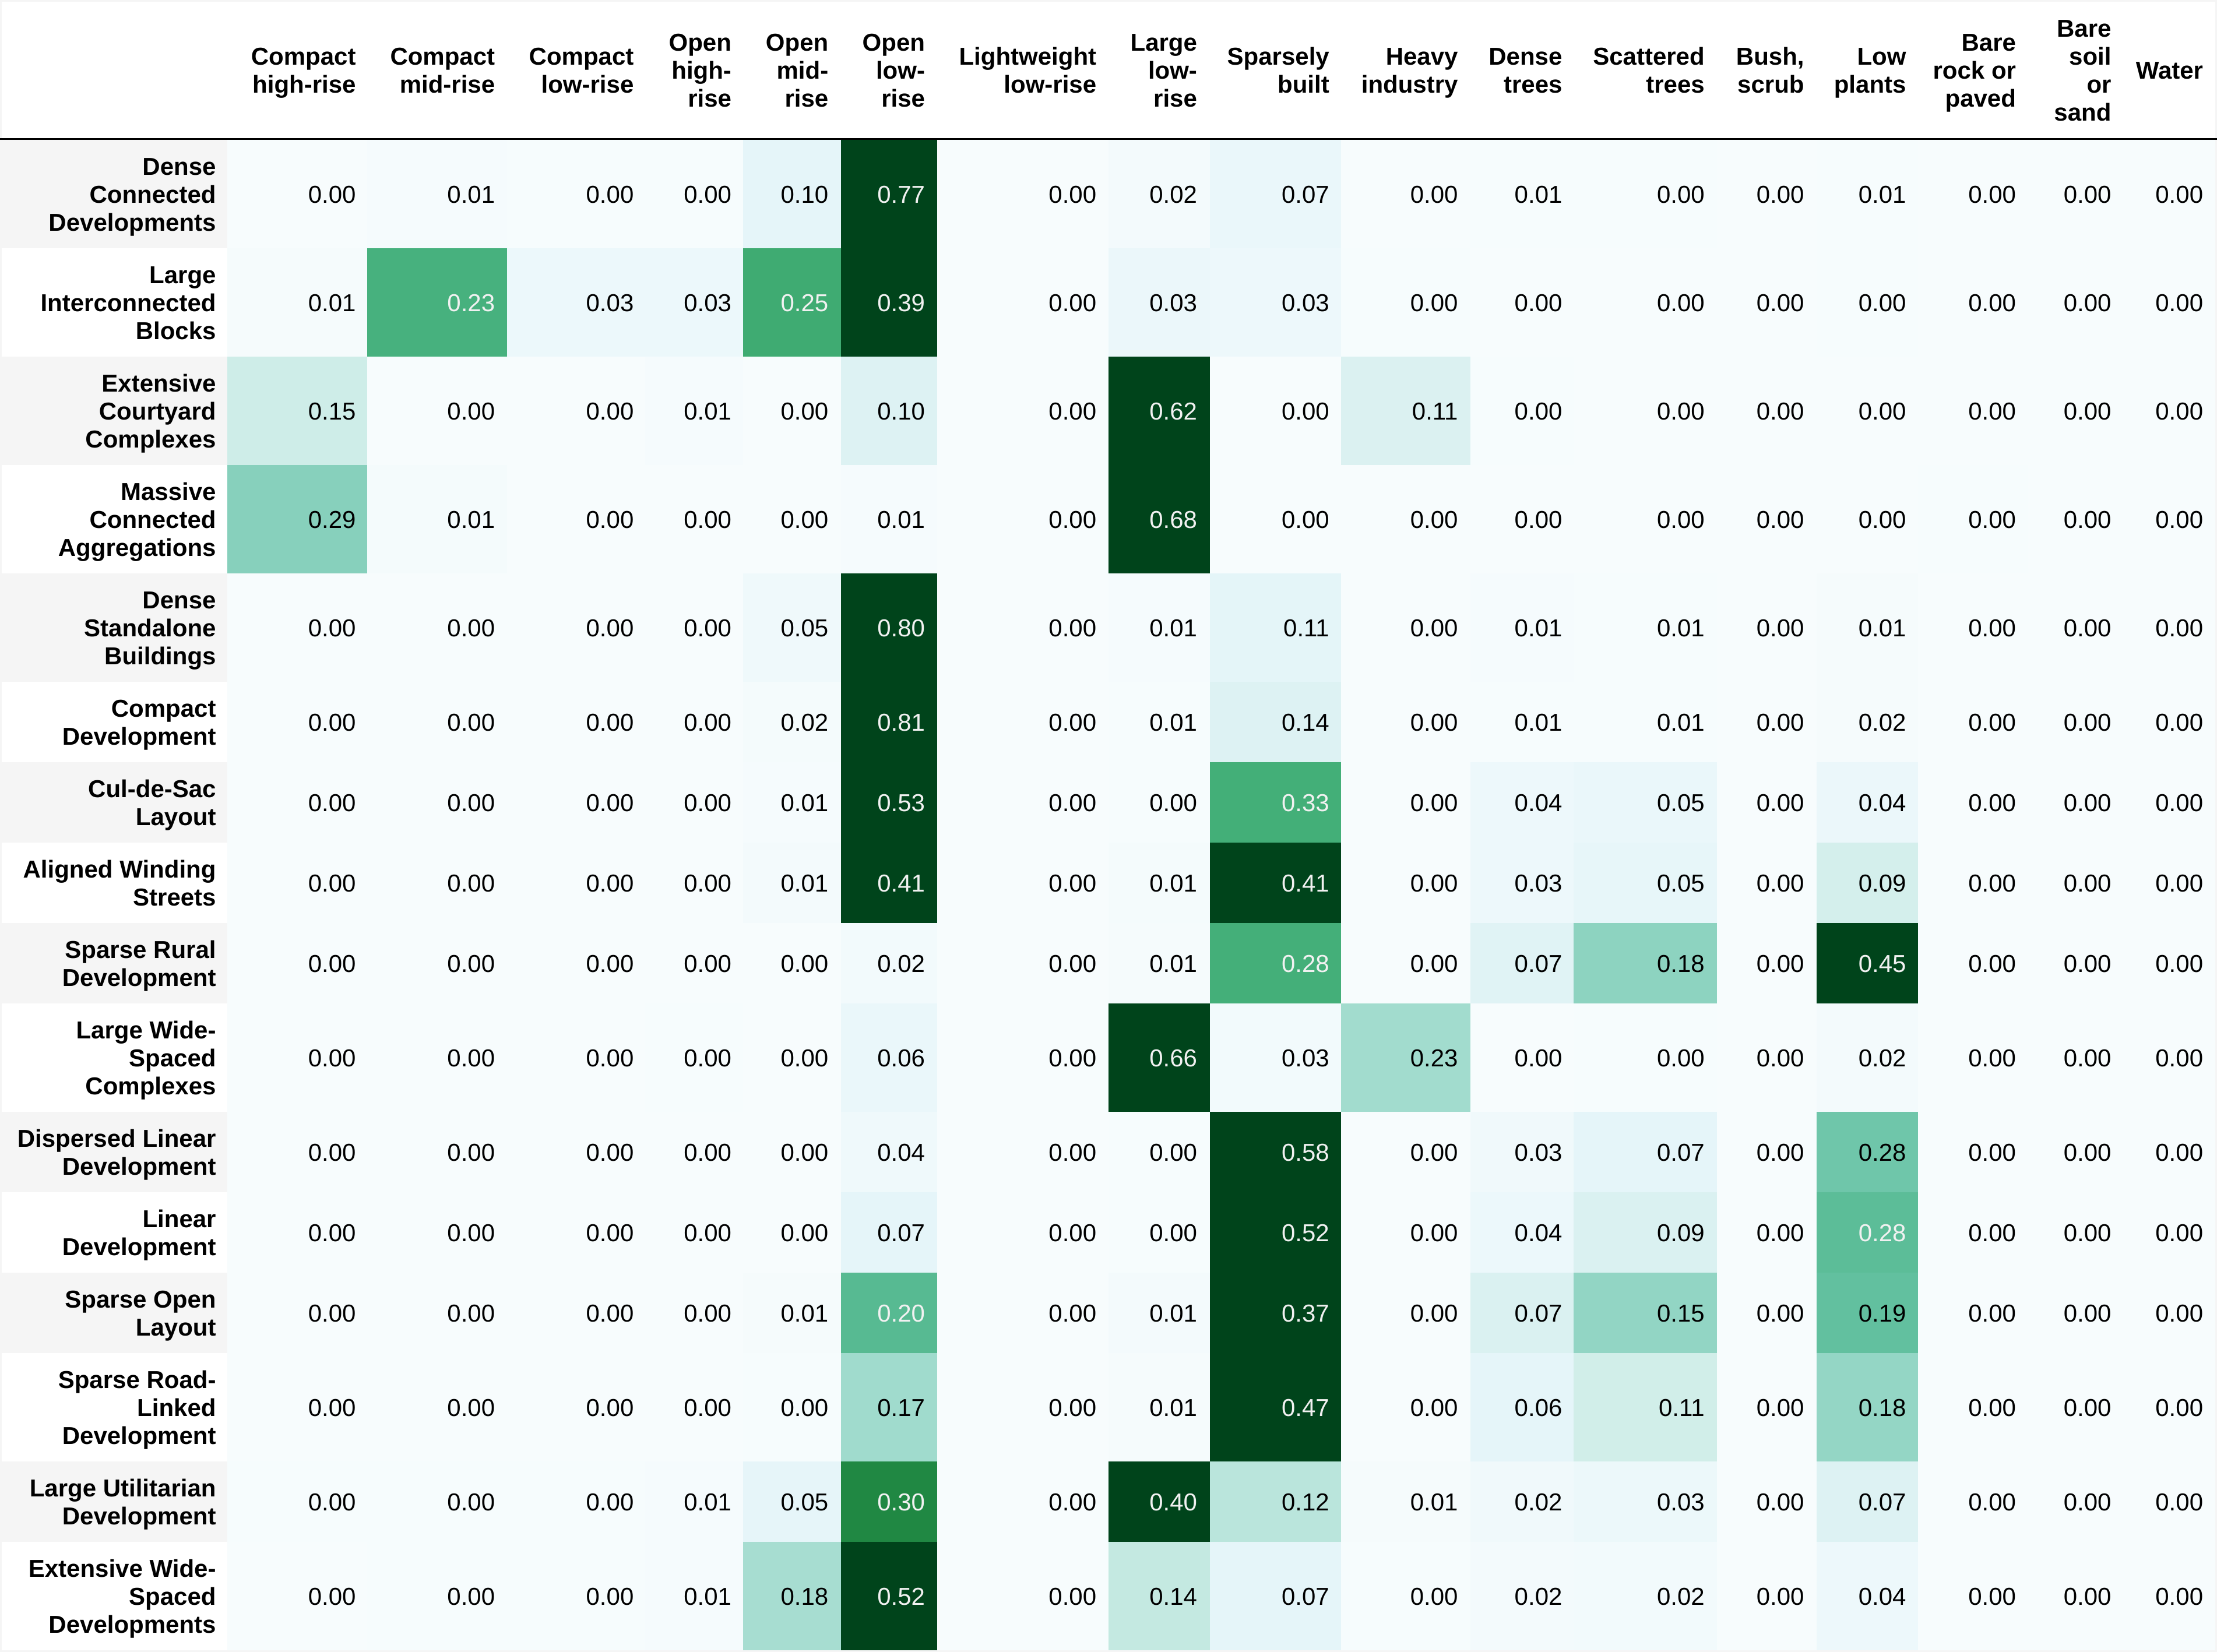 Compact high-rise | Compact mid-rise | Compact low-rise | Open high-rise | Open mid-rise | Open low-rise | Lightweight low-rise | Large low-rise | Sparsely built | Heavy industry | Dense trees | Scattered trees | Bush, scrub | Low plants | Bare rock or paved | Bare soil or sand | Water
Dense Connected Developments 0.00 0.01 0.00 0.00 0.10 0.77 0.00 0.02 0.07 0.00 0.01 0.00 0.00 0.01 0.00 0.00 0.00
Large Interconnected Blocks 0.01 0.23 0.03 0.03 0.25 0.39 0.00 0.03 0.03 0.00 0.00 0.00 0.00 0.00 0.00 0.00 0.00
Extensive Courtyard Complexes 0.15 0.00 0.00 0.01 0.00 0.10 0.00 0.62 0.00 0.11 0.00 0.00 0.00 0.00 0.00 0.00 0.00
Massive Connected Aggregations 0.29 0.01 0.00 0.00 0.00 0.01 0.00 0.68 0.00 0.00 0.00 0.00 0.00 0.00 0.00 0.00 0.00
Dense Standalone Buildings 0.00 0.00 0.00 0.00 0.05 0.80 0.00 0.01 0.11 0.00 0.01 0.01 0.00 0.01 0.00 0.00 0.00
Compact Development 0.00 0.00 0.00 0.00 0.02 0.81 0.00 0.01 0.14 0.00 0.01 0.01 0.00 0.02 0.00 0.00 0.00
Cul-de-Sac Layout 0.00 0.00 0.00 0.00 0.01 0.53 0.00 0.00 0.33 0.00 0.04 0.05 0.00 0.04 0.00 0.00 0.00
Aligned Winding Streets 0.00 0.00 0.00 0.00 0.01 0.41 0.00 0.01 0.41 0.00 0.03 0.05 0.00 0.09 0.00 0.00 0.00
Sparse Rural Development 0.00 0.00 0.00 0.00 0.00 0.02 0.00 0.01 0.28 0.00 0.07 0.18 0.00 0.45 0.00 0.00 0.00
Large Wide-Spaced Complexes 0.00 0.00 0.00 0.00 0.00 0.06 0.00 0.66 0.03 0.23 0.00 0.00 0.00 0.02 0.00 0.00 0.00
Dispersed Linear Development 0.00 0.00 0.00 0.00 0.00 0.04 0.00 0.00 0.58 0.00 0.03 0.07 0.00 0.28 0.00 0.00 0.00
Linear Development 0.00 0.00 0.00 0.00 0.00 0.07 0.00 0.00 0.52 0.00 0.04 0.09 0.00 0.28 0.00 0.00 0.00
Sparse Open Layout 0.00 0.00 0.00 0.00 0.01 0.20 0.00 0.01 0.37 0.00 0.07 0.15 0.00 0.19 0.00 0.00 0.00
Sparse Road-Linked Development 0.00 0.00 0.00 0.00 0.00 0.17 0.00 0.01 0.47 0.00 0.06 0.11 0.00 0.18 0.00 0.00 0.00
Large Utilitarian Development 0.00 0.00 0.00 0.01 0.05 0.30 0.00 0.40 0.12 0.01 0.02 0.03 0.00 0.07 0.00 0.00 0.00
Extensive Wide-Spaced Developments 0.00 0.00 0.00 0.01 0.18 0.52 0.00 0.14 0.07 0.00 0.02 0.02 0.00 0.04 0.00 0.00 0.00